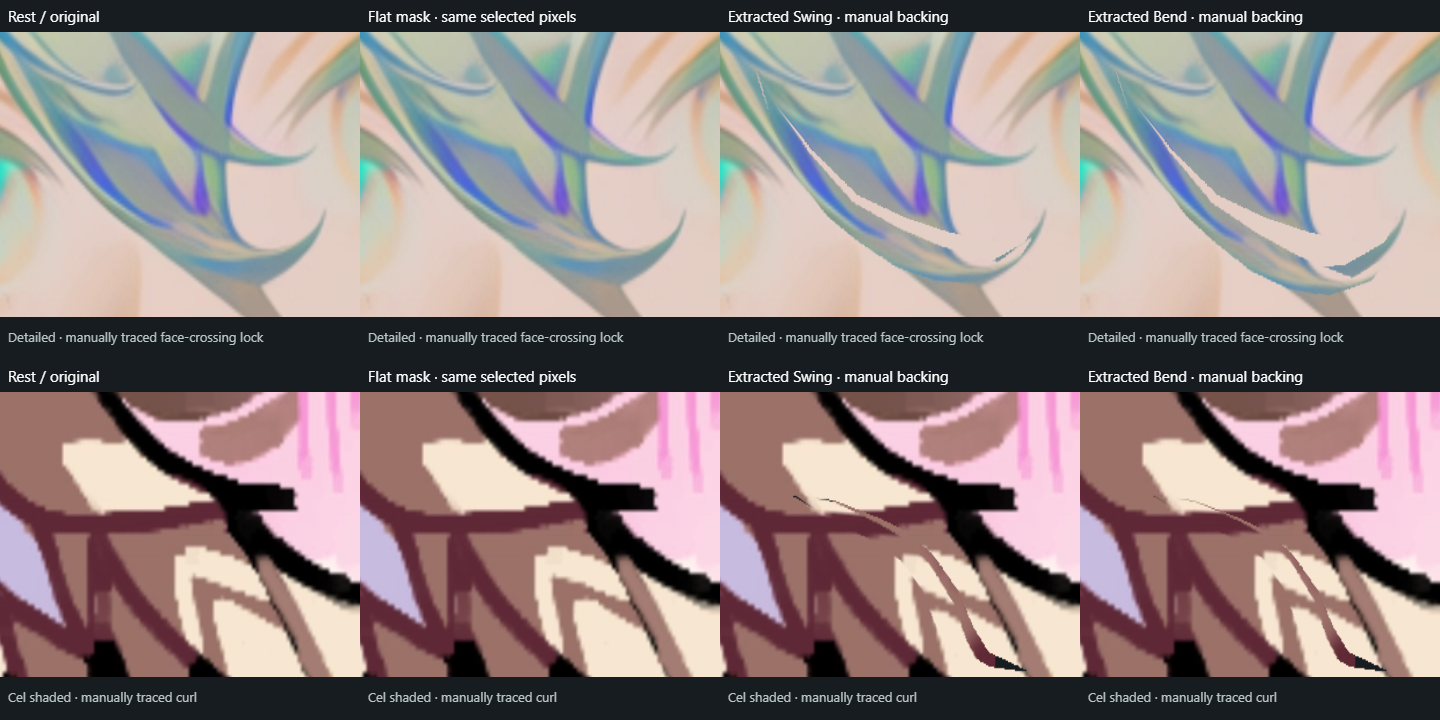 Rest / original
Flat mask · same selected pixels
Extracted Swing · manual backing
Extracted Bend · manual backing
Detailed · manually traced face-crossing lock
Detailed · manually traced face-crossing lock
Detailed · manually traced face-crossing lock
Detailed · manually traced face-crossing lock
Rest / original
Flat mask · same selected pixels
Extracted Swing · manual backing
Extracted Bend · manual backing
Cel shaded · manually traced curl
Cel shaded · manually traced curl
Cel shaded · manually traced curl
Cel shaded · manually traced curl